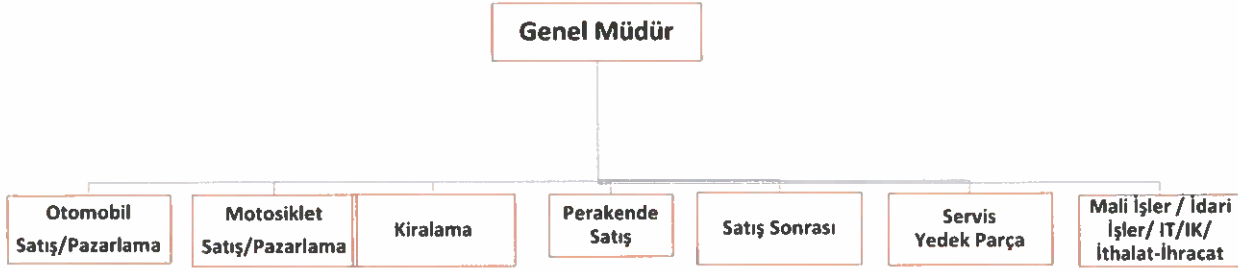 Genel Müdür
Otomobil
Satış/Pazarlama
Motosiklet
Satış/Pazarlama
Kiralama
Perakende
Satış
Satış Sonrası
Servis
Yedek Parça
Mali İşler / İdari
İşler/ IT/IK/
İthalat-İhracat